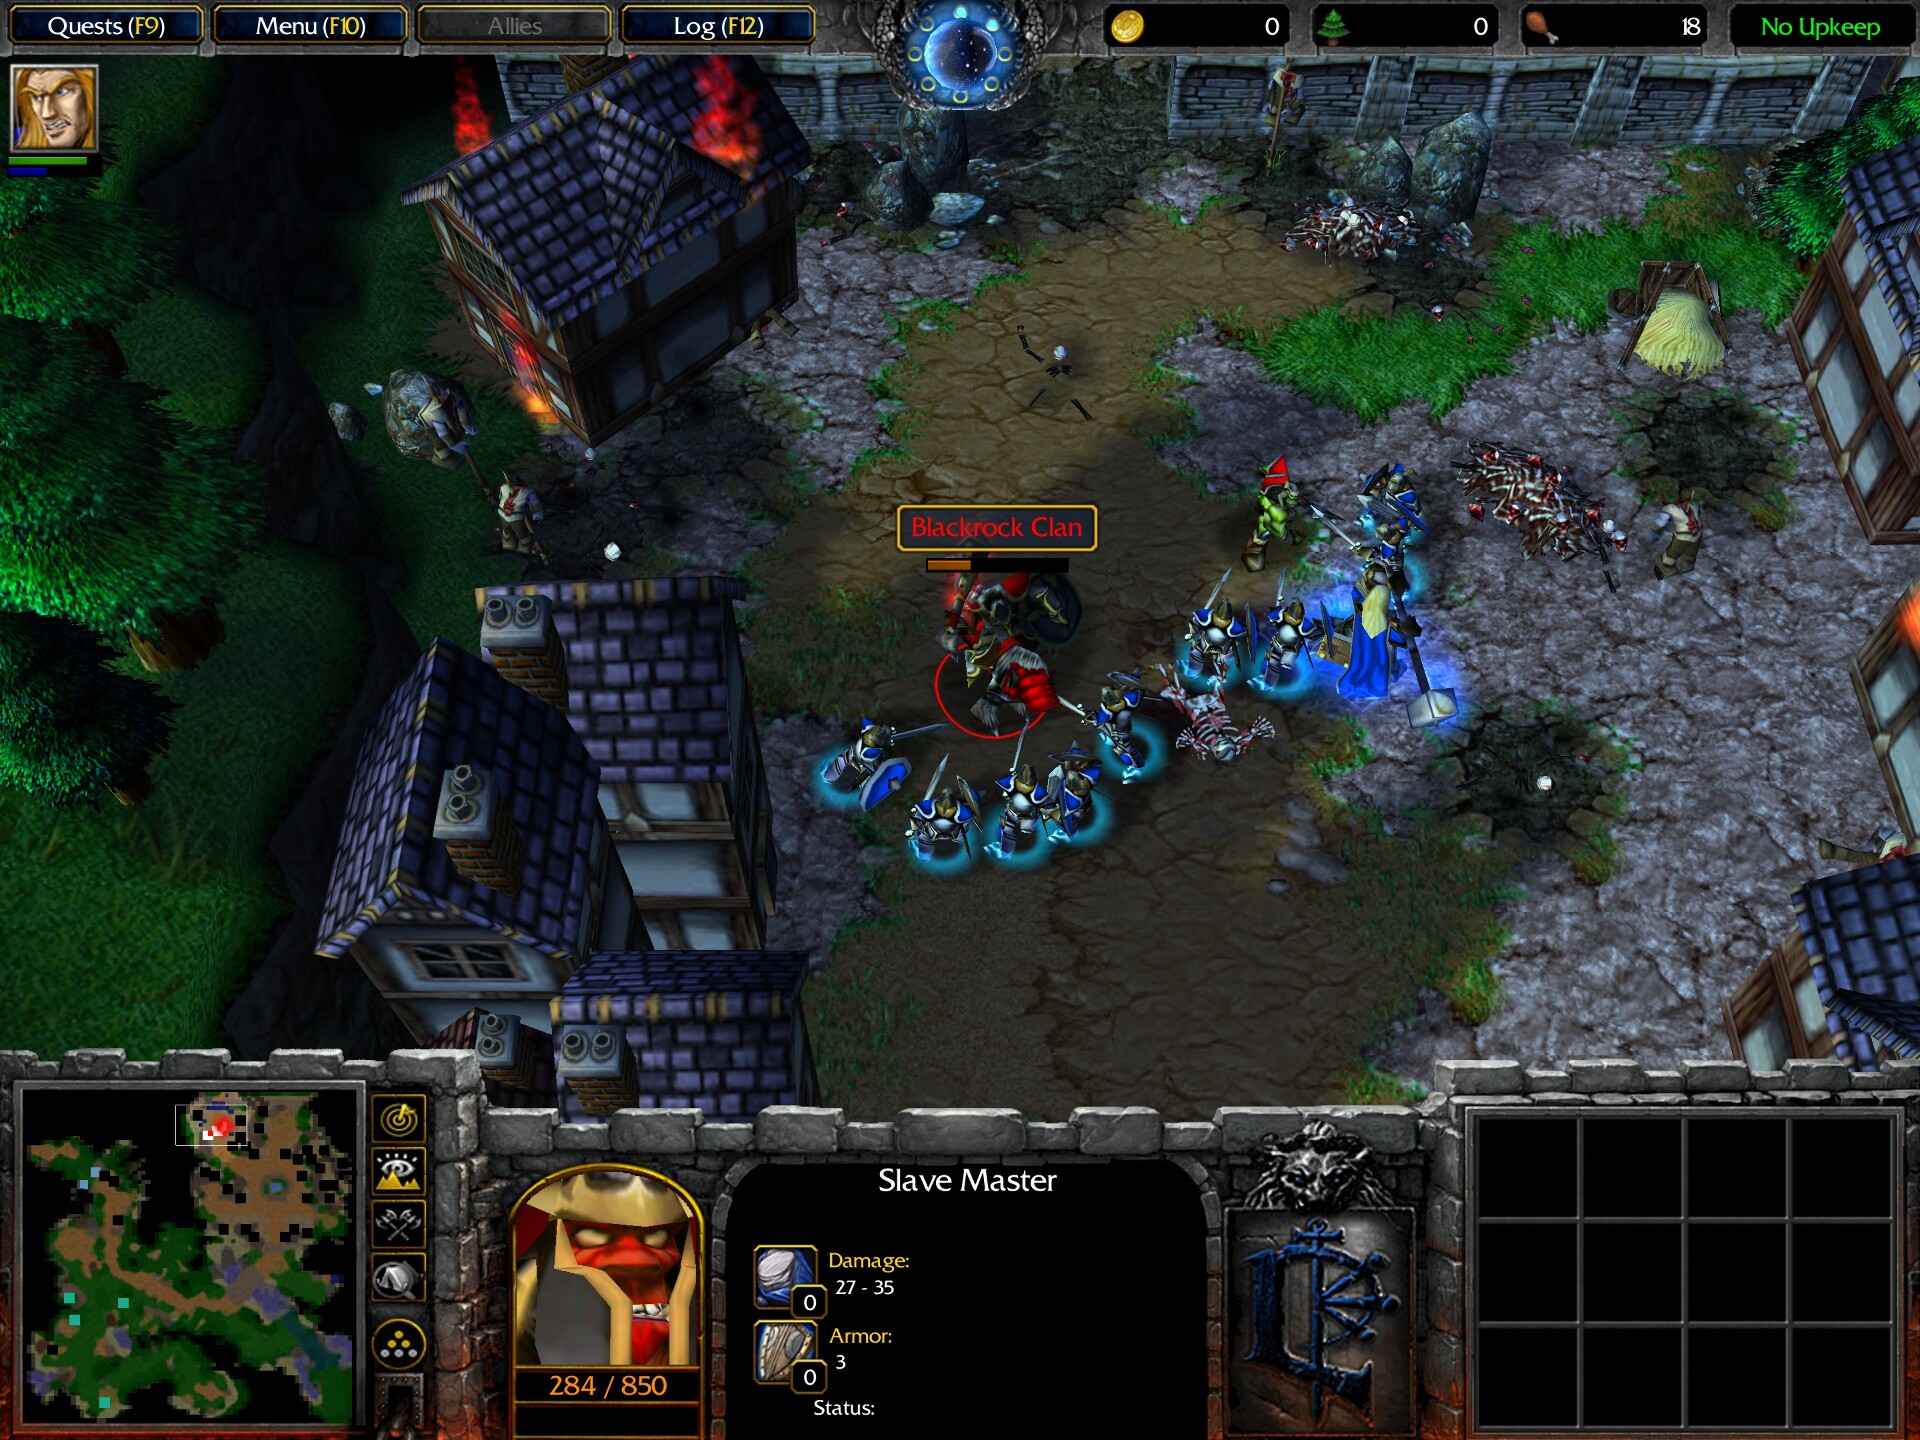 Quests (F9) Menu (F10) Allies Log (F12) 0 0 18 No Upkeep
Blackrock Clan
Slave Master
Damage:
27 - 35
0
Armor:
3
0
284 / 850
Status: